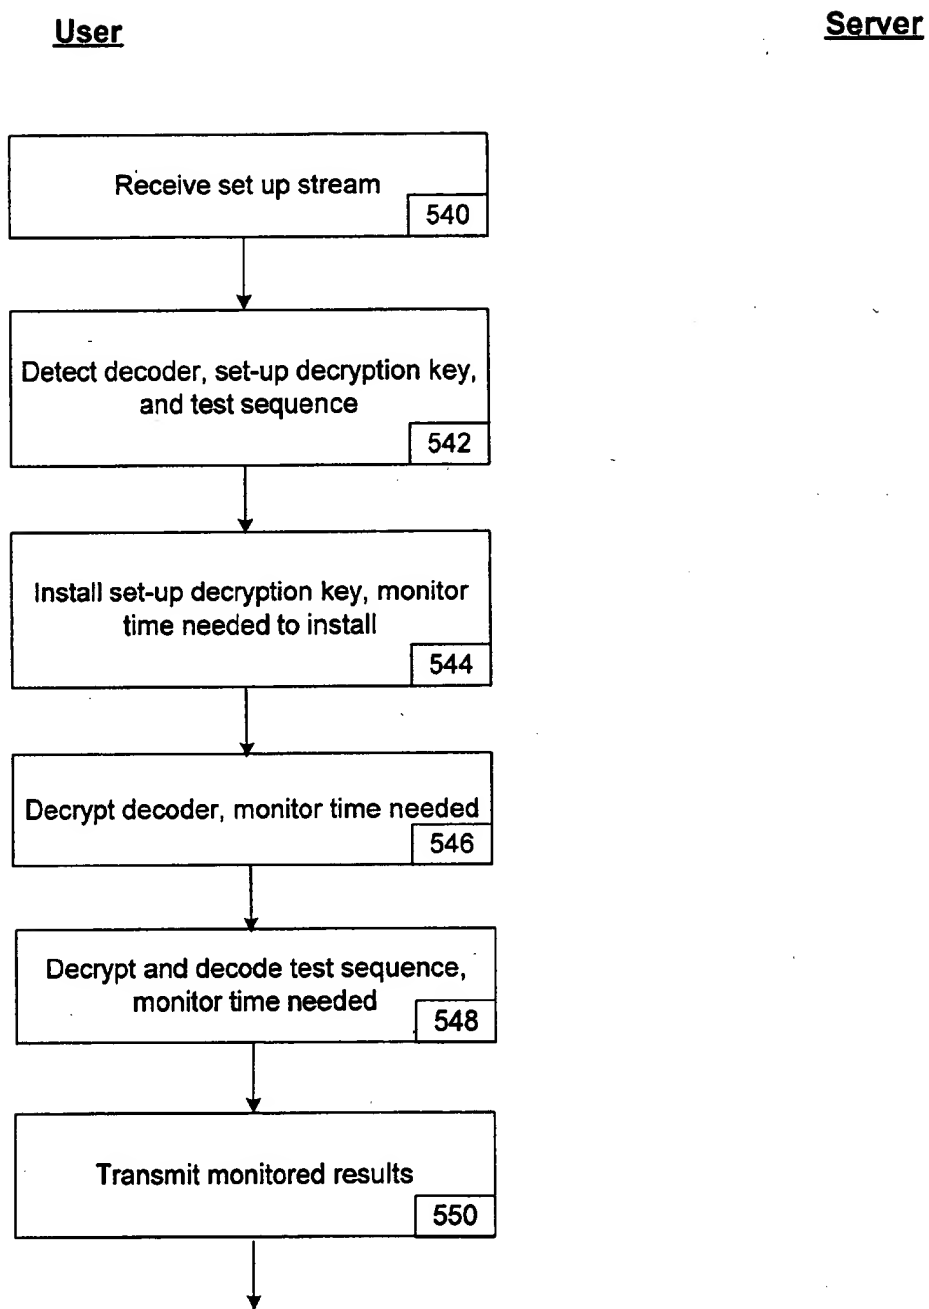 User
Server
Receive set up stream
540
Detect decoder, set-up decryption key,
and test sequence
542
Install set-up decryption key, monitor
time needed to install
544
Decrypt decoder, monitor time needed
546
Decrypt and decode test sequence,
monitor time needed
548
Transmit monitored results
550